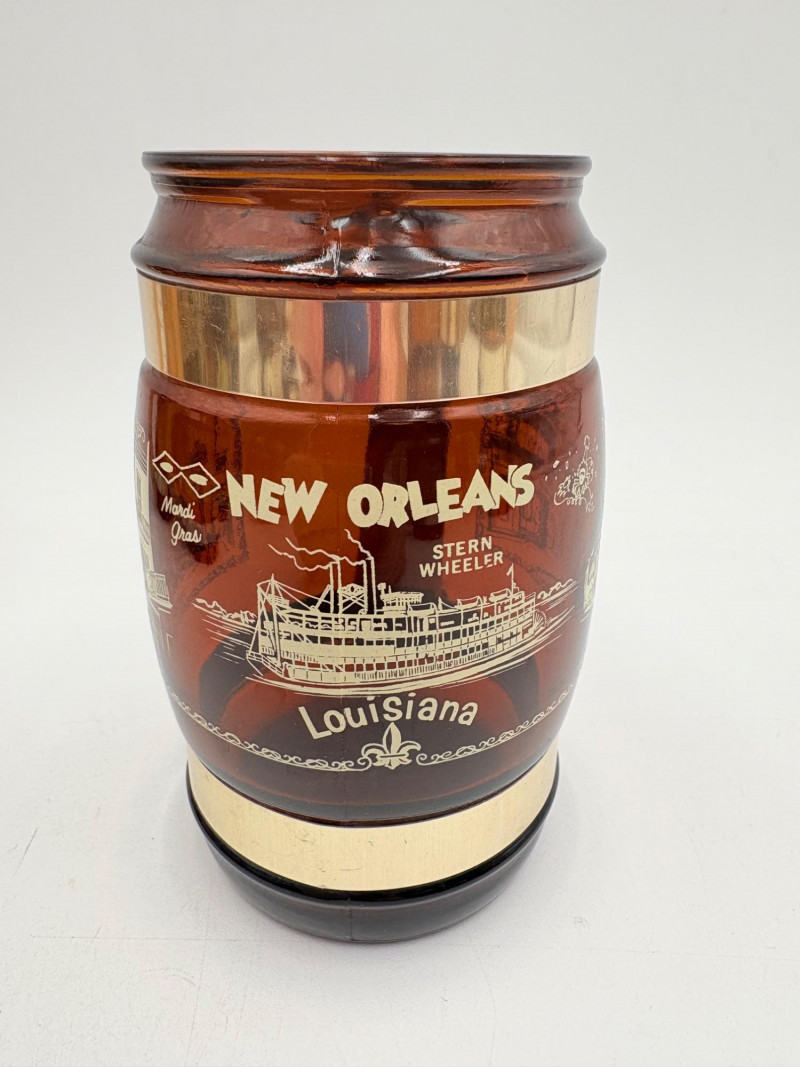 NEW ORLEANS
Mardi
Gras
STERN
WHEELER
Louisiana